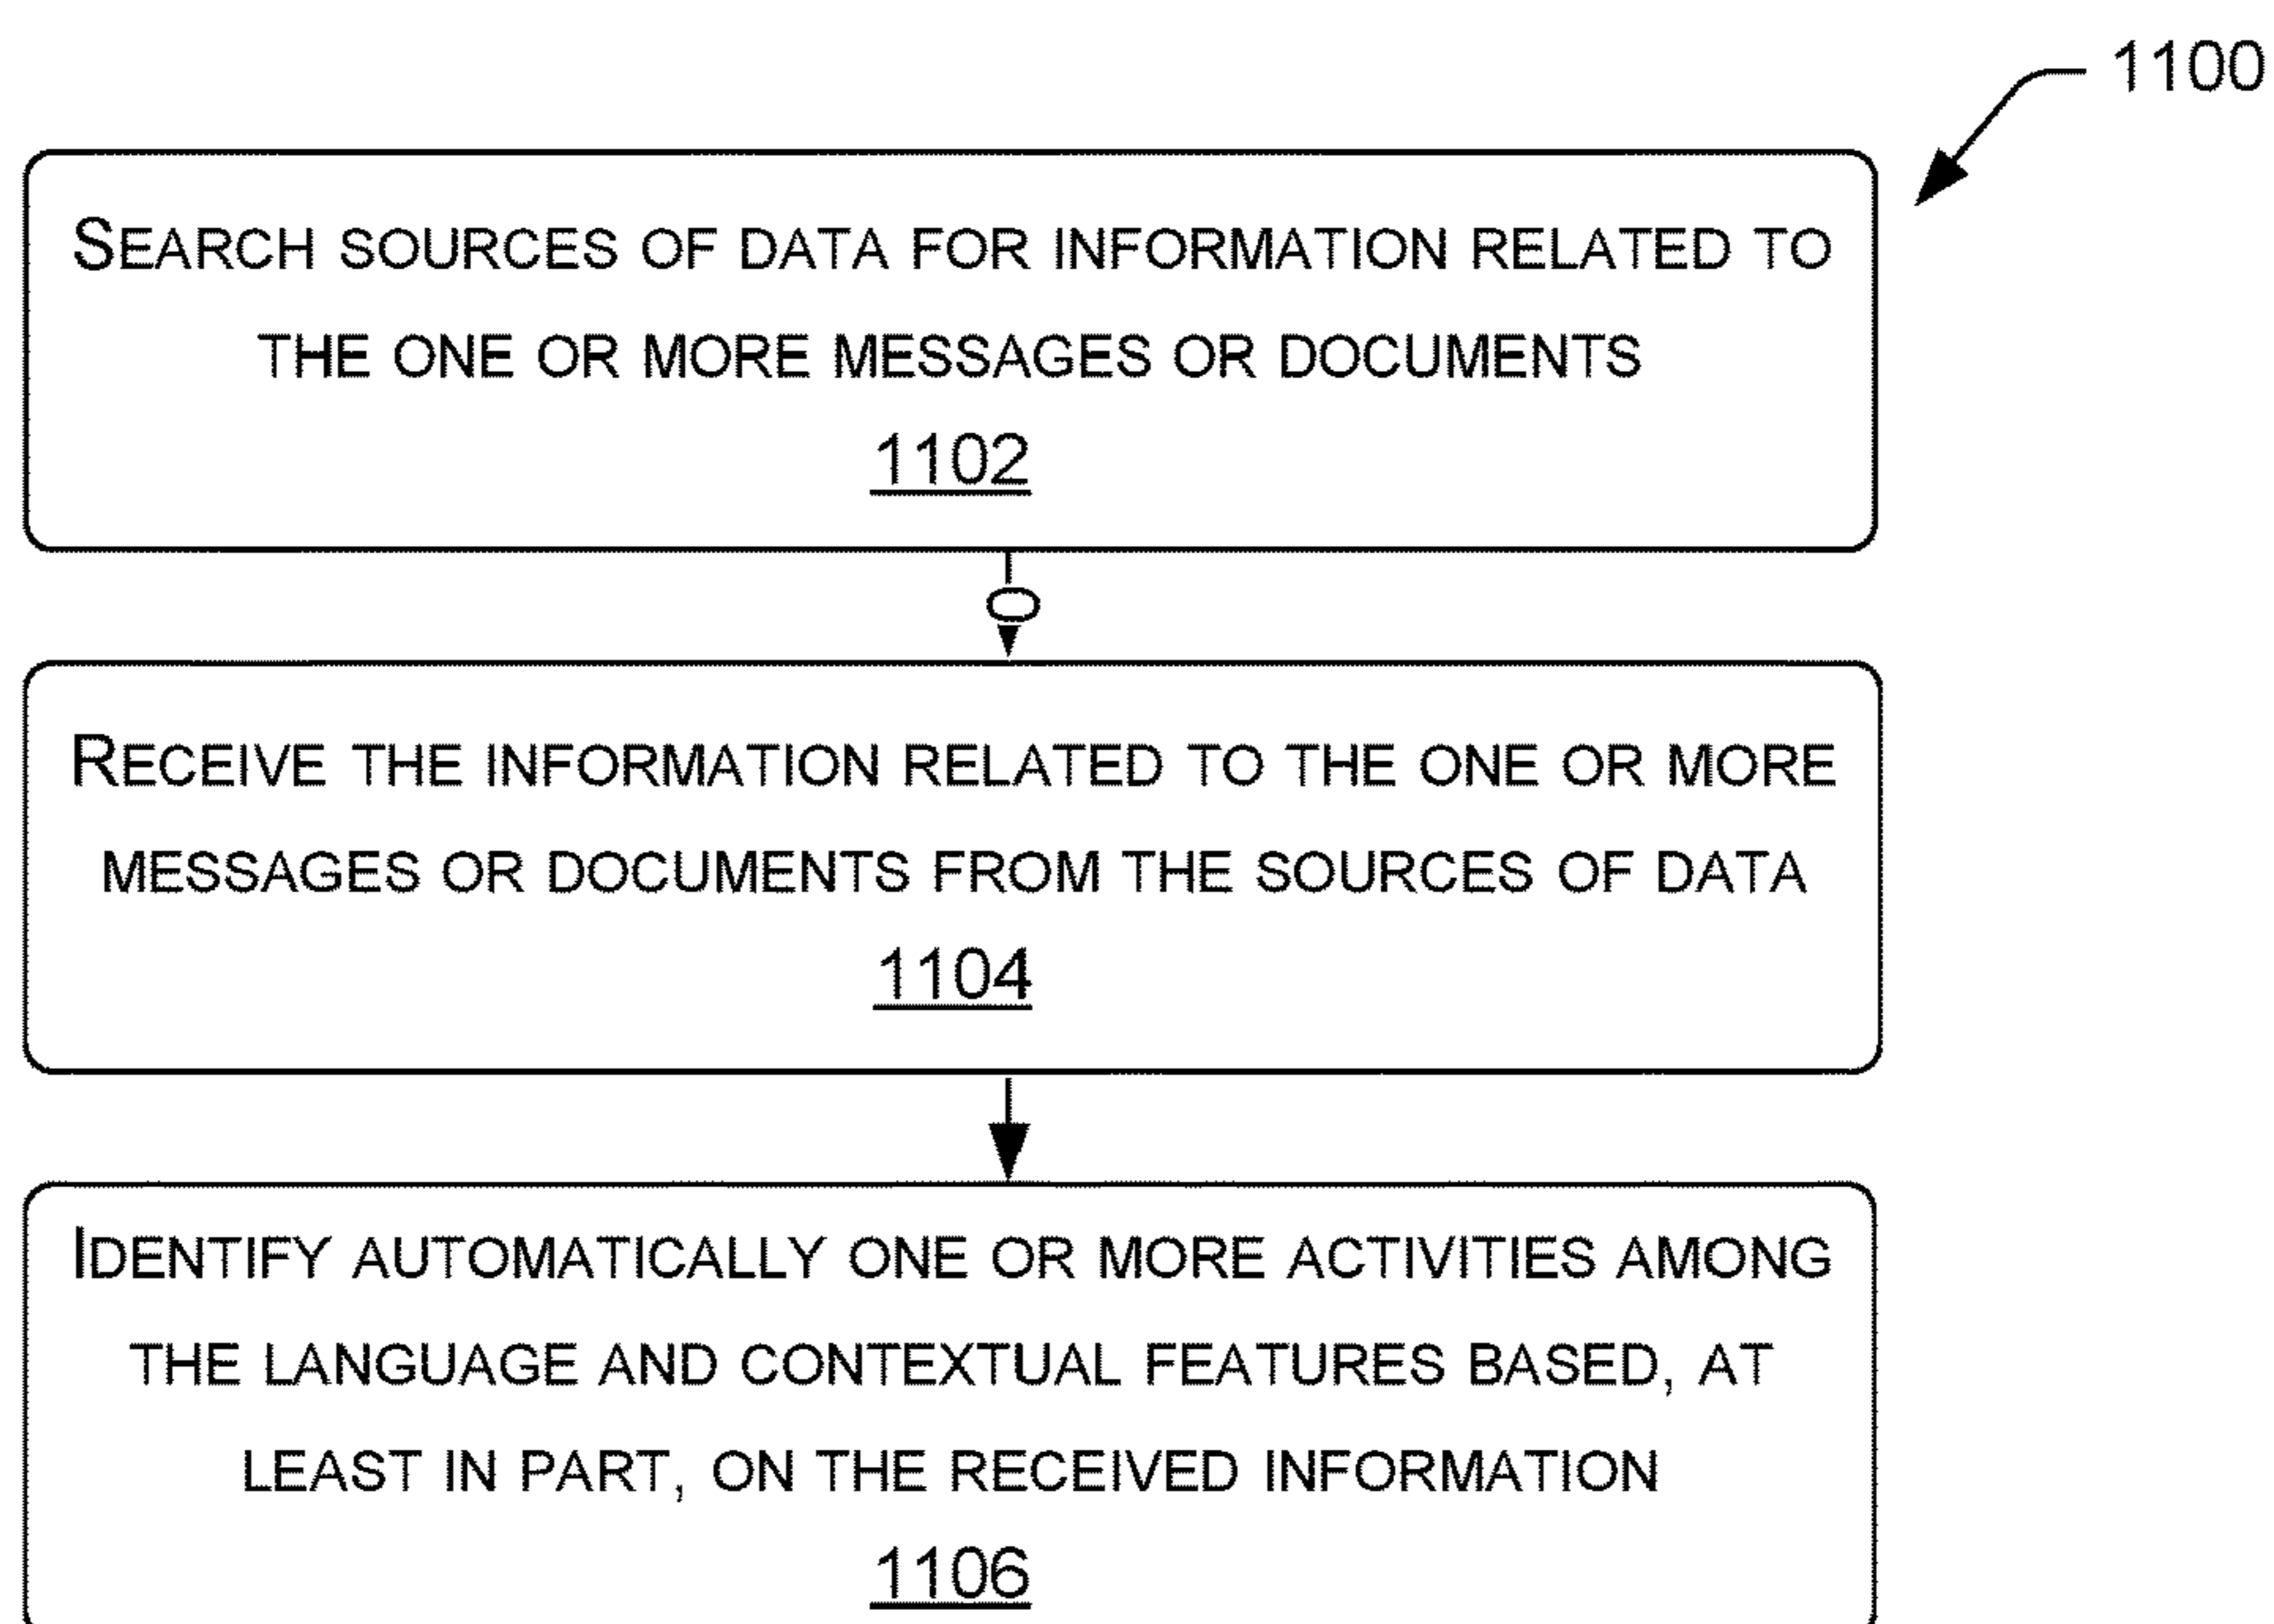 1100
SEARCH SOURCES OF DATA FOR INFORMATION RELATED TO
THE ONE OR MORE MESSAGES OR DOCUMENTS
1102
RECEIVE THE INFORMATION RELATED TO THE ONE OR MORE
MESSAGES OR DOCUMENTS FROM THE SOURCES OF DATA
1104
IDENTIFY AUTOMATICALLY ONE OR MORE ACTIVITIES AMONG
THE LANGUAGE AND CONTEXTUAL FEATURES BASED, AT
LEAST IN PART, ON THE RECEIVED INFORMATION
1106